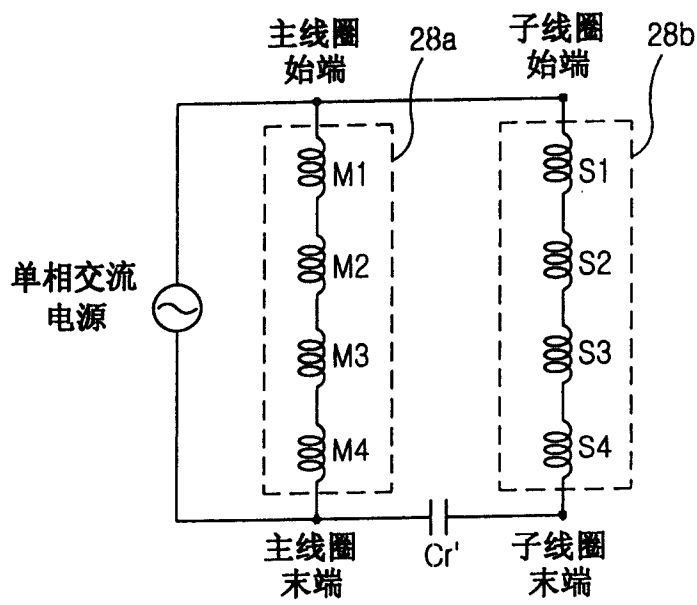 主线圈
始端
28a
子线圈
始端
28b
M1
S1
M2
S2
单相交流
电源
M3
S3
M4
S4
主线圈
末端
Cr'
子线圈
末端